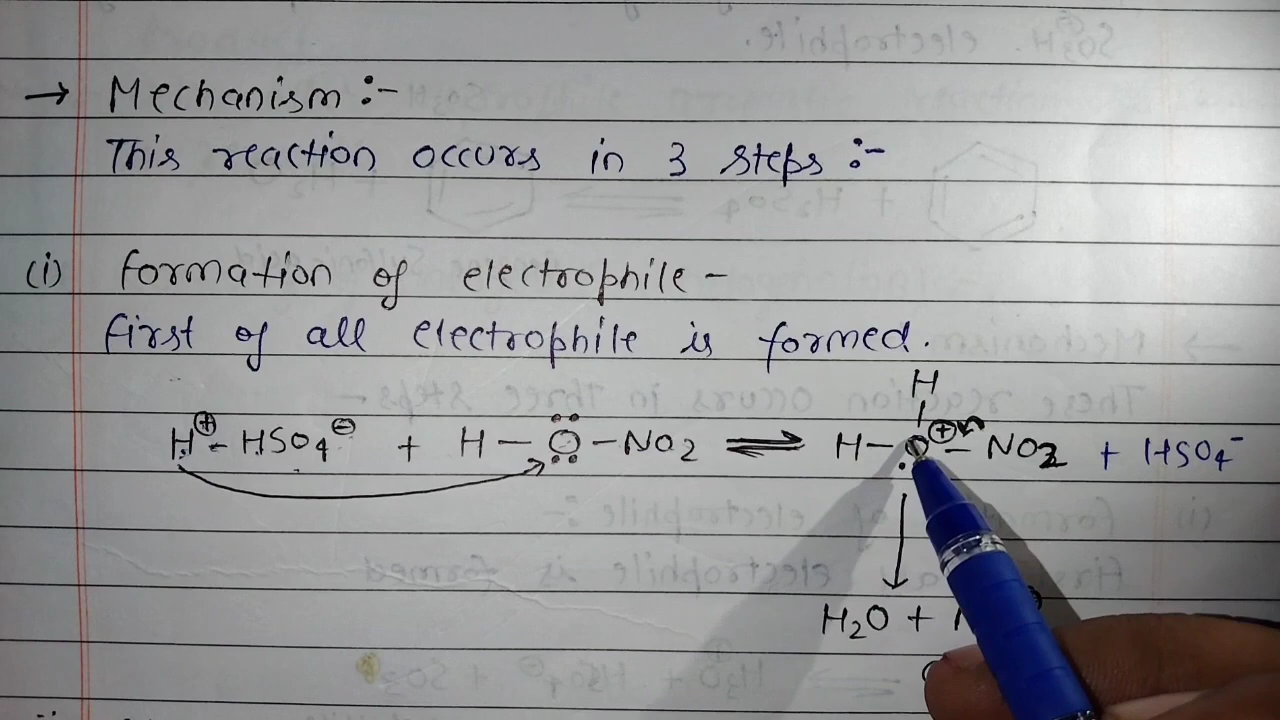 → Mechanism :-
This reaction occurs in 3 steps :-
(i) formation of electrophile -
first of all electrophile is formed.
H
H⊕ - HSO4⊖ + H - O - NO2 ⇌ H - O⊕ - NO2 + HSO4-
H2O +